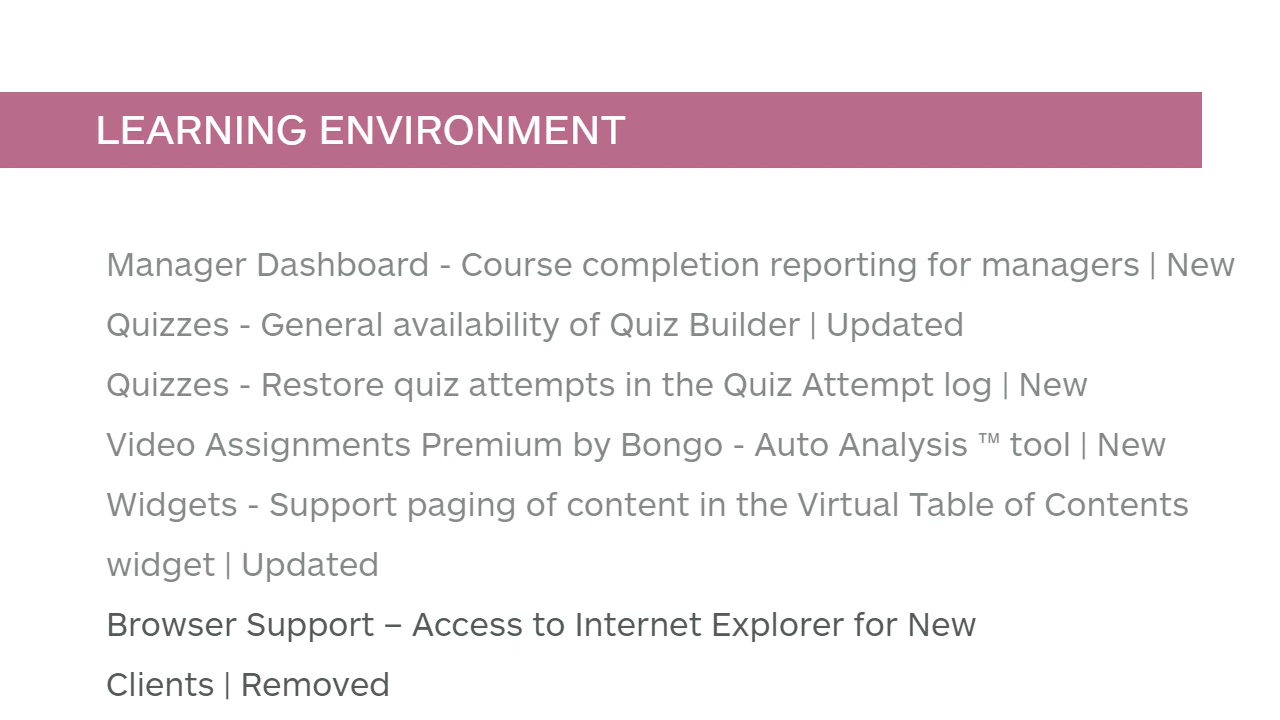 LEARNING ENVIRONMENT
Manager Dashboard - Course completion reporting for managers | New
Quizzes - General availability of Quiz Builder | Updated
Quizzes - Restore quiz attempts in the Quiz Attempt log | New
Video Assignments Premium by Bongo - Auto Analysis ™ tool | New
Widgets - Support paging of content in the Virtual Table of Contents
widget | Updated
Browser Support – Access to Internet Explorer for New
Clients | Removed